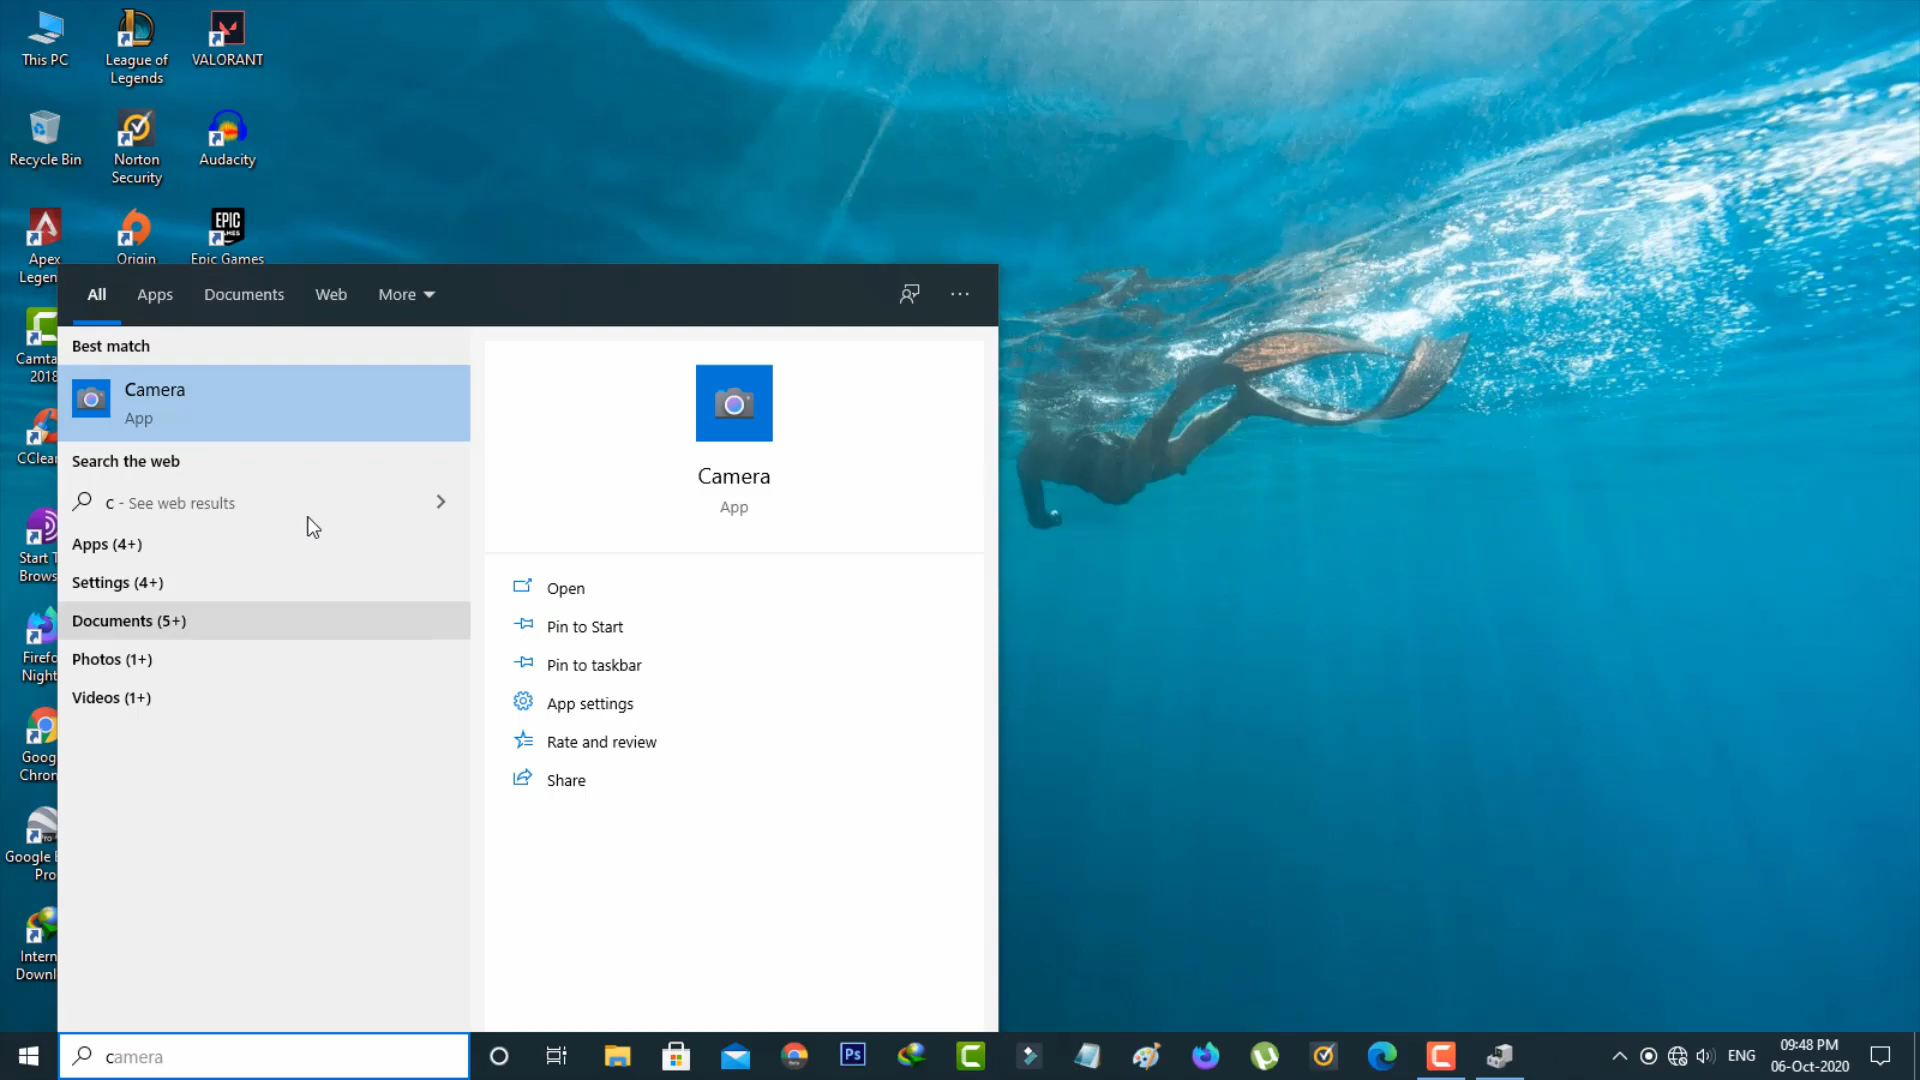 This PC
League of
Legends
VALORANT
Recycle Bin
Norton
Security
Audacity
Apex
Legen
Origin
EPIC
GAMES
Epic Games
Camta
2018
CClea
Start T
Brows
Firefo
Night
Goog
Chron
Google E
Pro
Intern
Downl
All
Apps
Documents
Web
More
Best match
Camera
App
Search the web
c - See web results
Apps (4+)
Settings (4+)
Documents (5+)
Photos (1+)
Videos (1+)
Camera
App
Open
Pin to Start
Pin to taskbar
App settings
Rate and review
Share
camera
Ps
ENG
09:48 PM
06-Oct-2020